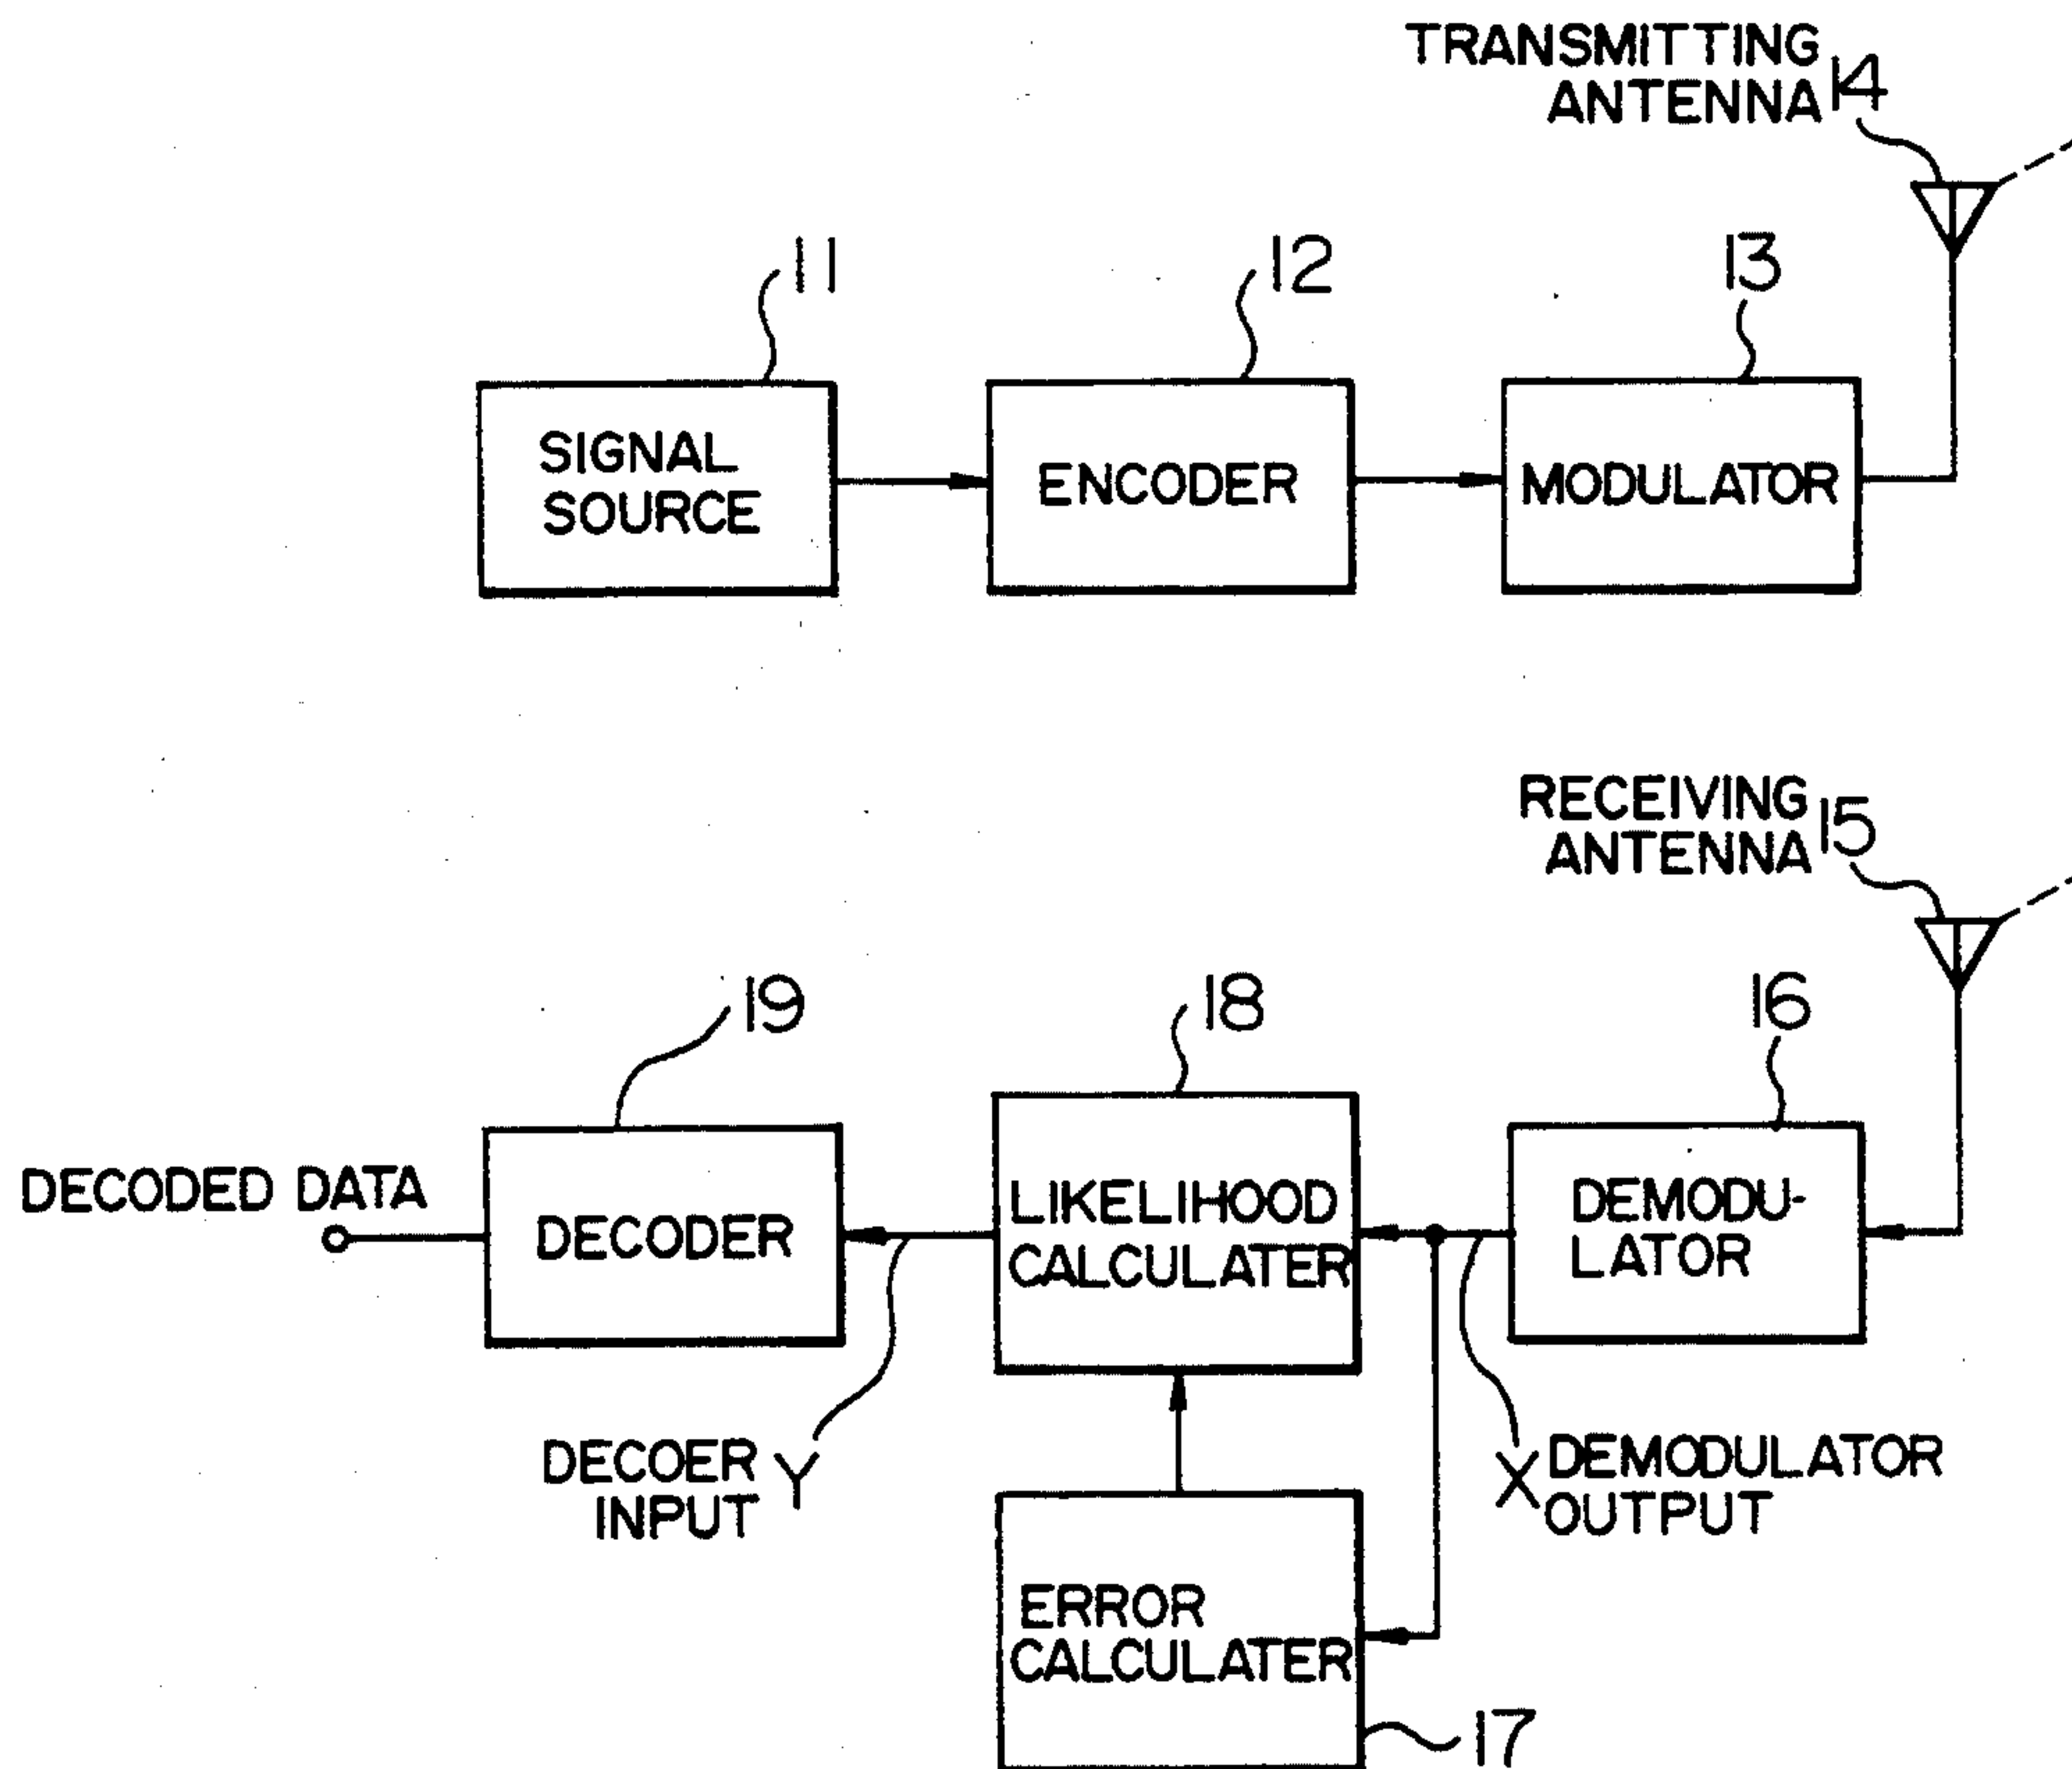 TRANSMITTING
ANTENNA 14
11
12
13
SIGNAL
SOURCE
ENCODER
MODULATOR
RECEIVING
ANTENNA 15
19
18
16
DECODED DATA
DECODER
LIKELIHOOD
CALCULATER
DEMODU-
LATOR
DECOER
INPUT Y
X DEMODULATOR
OUTPUT
ERROR
CALCULATER
17